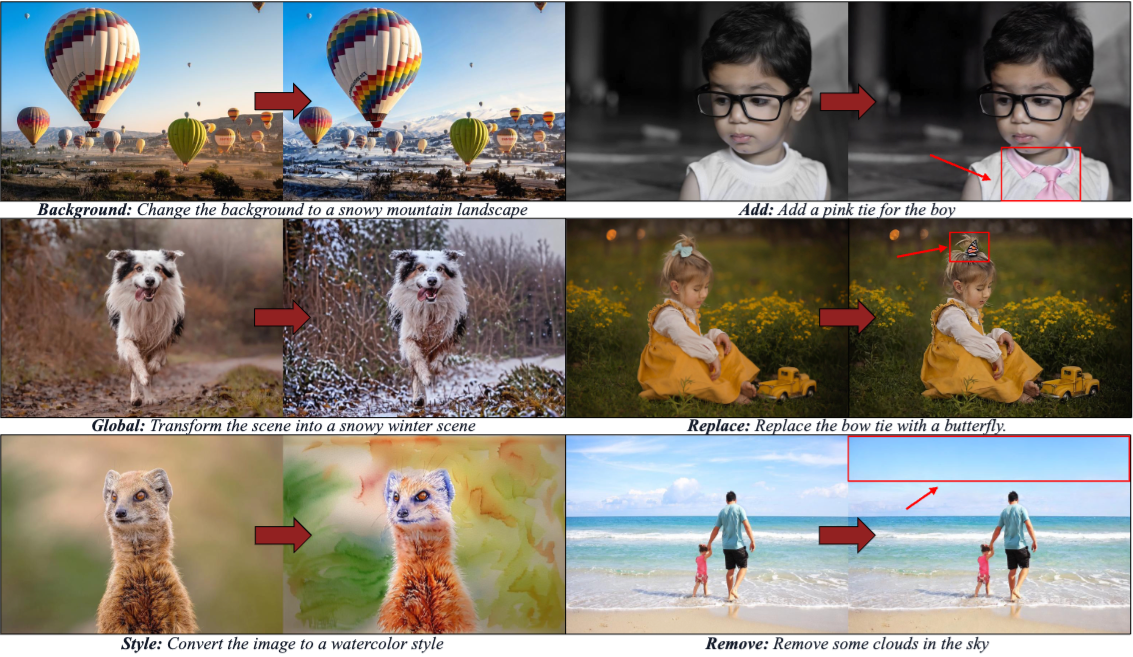 Background: Change the background to a snowy mountain landscape
Add: Add a pink tie for the boy
Global: Transform the scene into a snowy winter scene
Replace: Replace the bow tie with a butterfly.
Style: Convert the image to a watercolor style
Remove: Remove some clouds in the sky